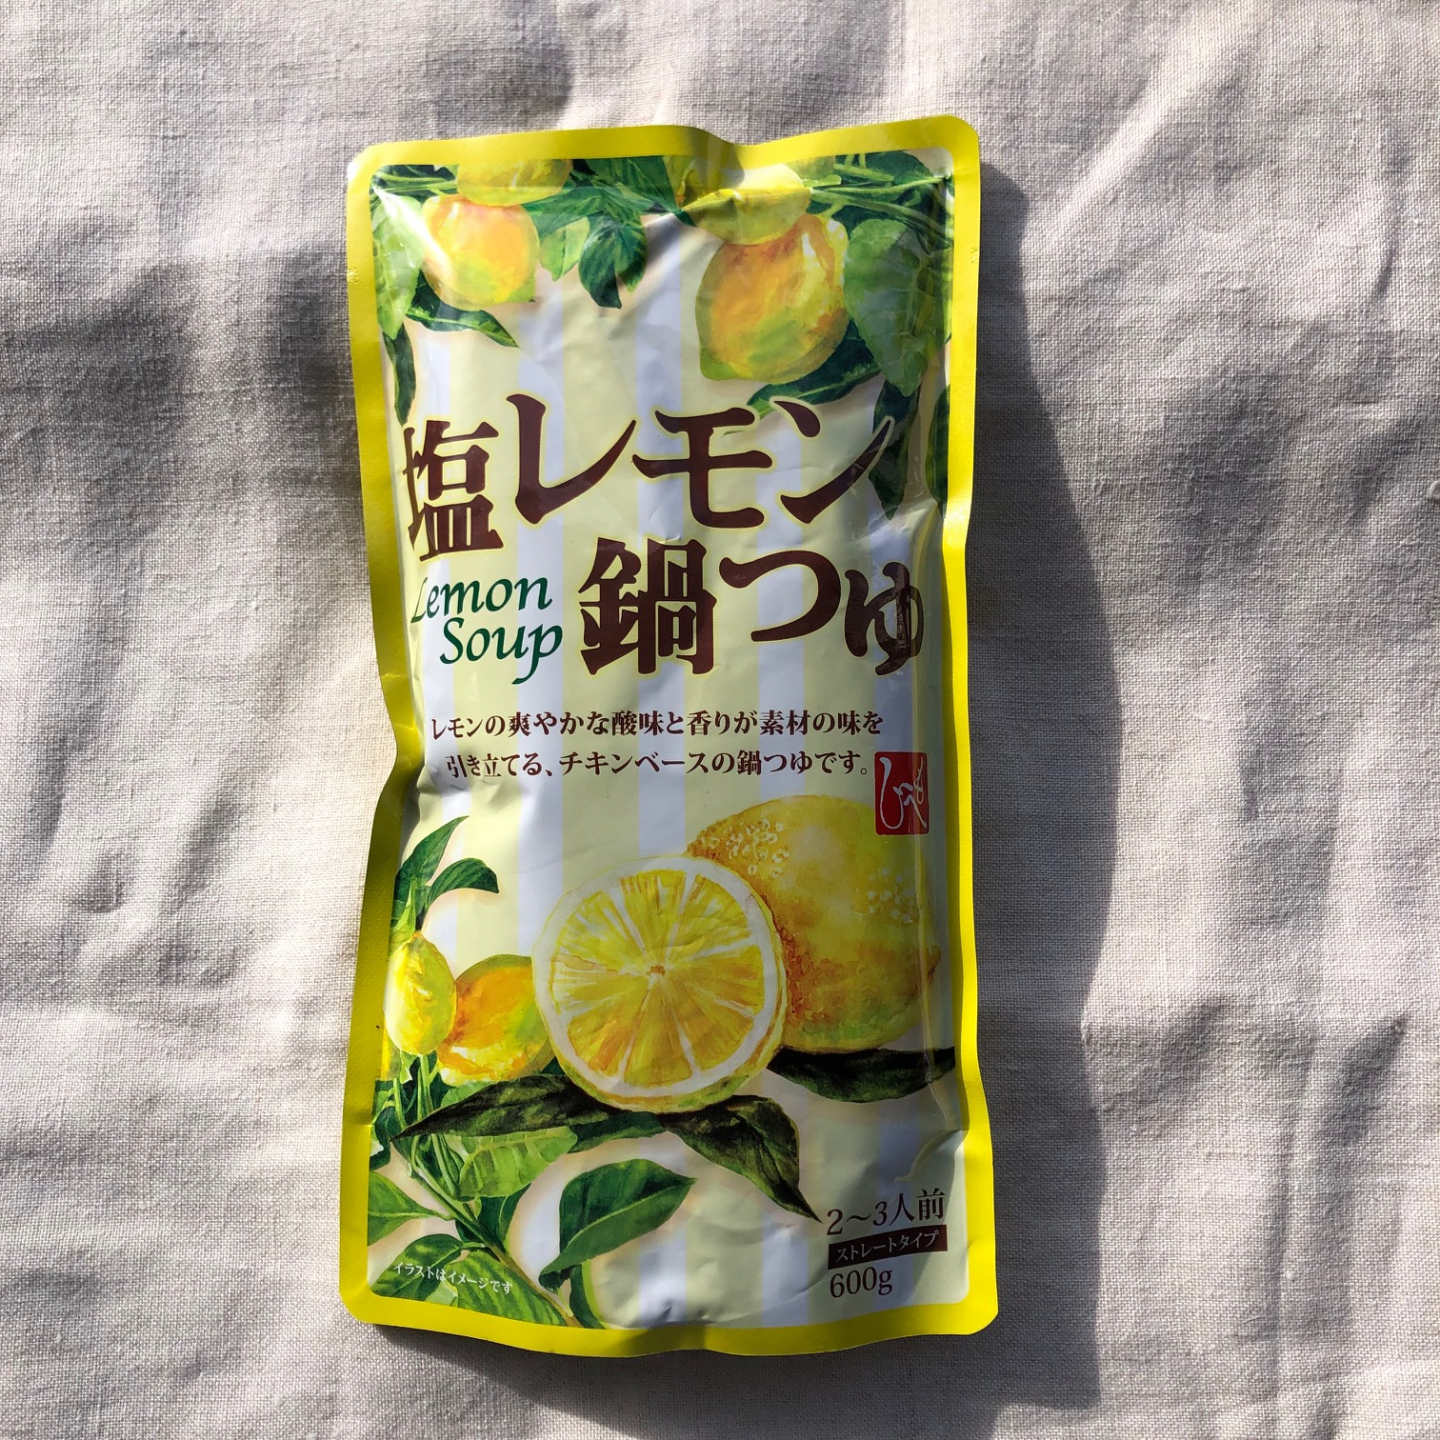 塩レモン
鍋つゆ
Lemon
Soup
レモンの爽やかな酸味と香りが素材の味を
引き立てる、チキンベースの鍋つゆです。
もへじ
2〜3人前
ストレートタイプ
600g
イラストはイメージです